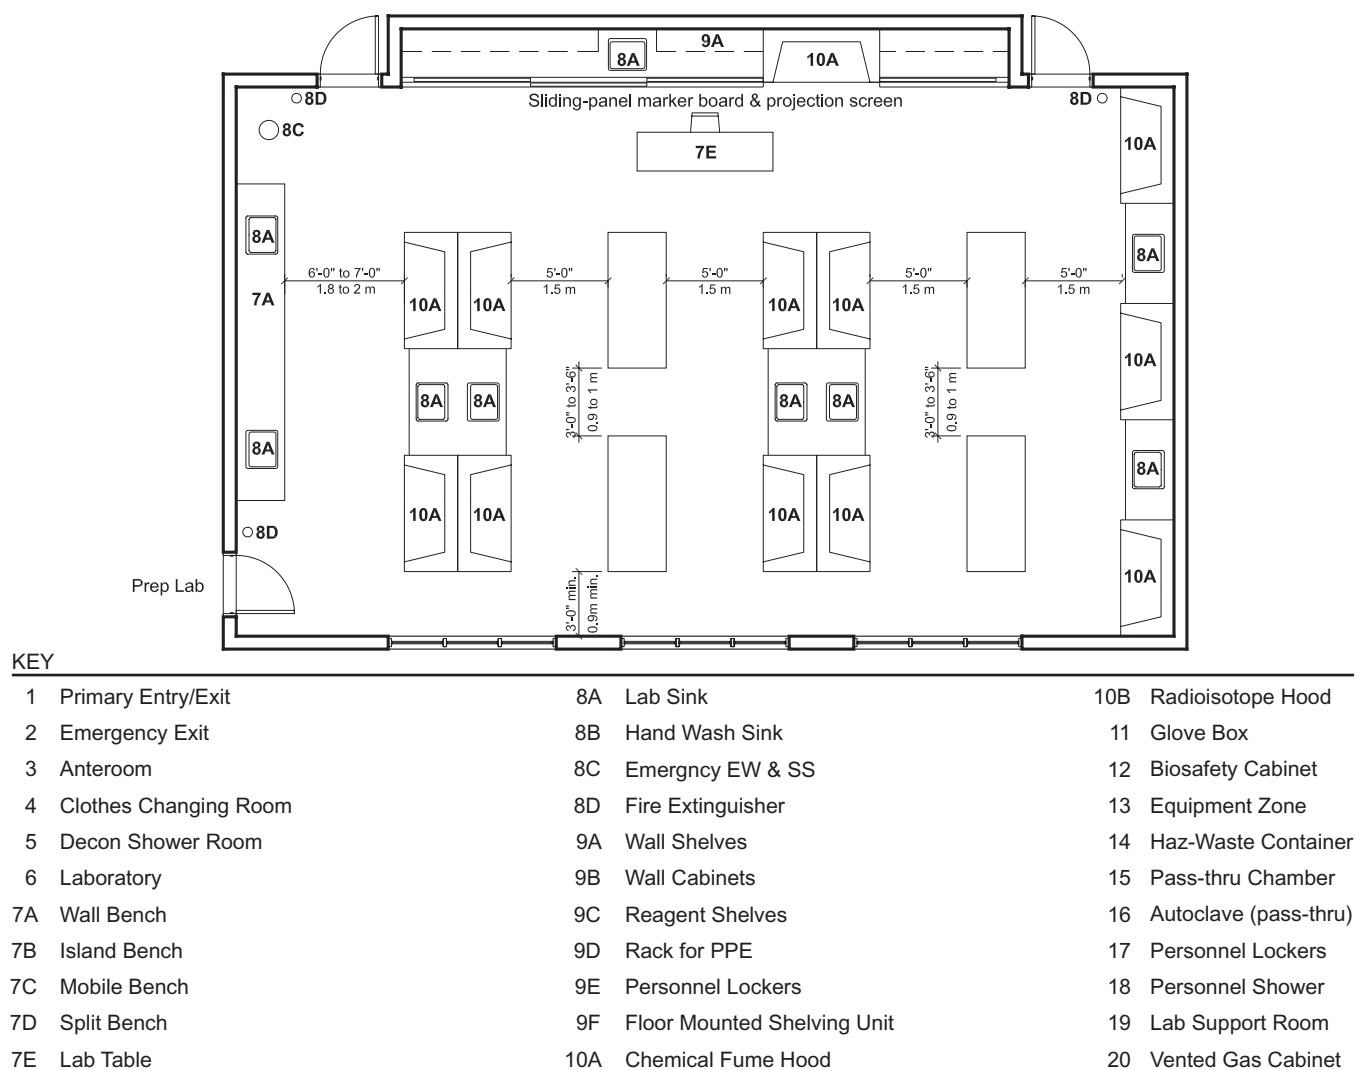 9A
8A
10A
8D
Sliding-panel marker board & projection screen
8D
8C
7E
10A
8A
6'-0" to 7'-0"
1.8 to 2 m
5'-0"
1.5 m
5'-0"
1.5 m
5'-0"
1.5 m
5'-0"
1.5 m
8A
7A
10A
10A
10A
10A
10A
3'-0" to 3'-6"
0.9 to 1 m
3'-0" to 3'-6"
0.9 to 1 m
8A
8A
8A
8A
8A
8A
10A
10A
10A
10A
8D
10A
Prep Lab
3'-0" min.
0.9m min.
KEY
1 Primary Entry/Exit
2 Emergency Exit
3 Anteroom
4 Clothes Changing Room
5 Decon Shower Room
6 Laboratory
7A Wall Bench
7B Island Bench
7C Mobile Bench
7D Split Bench
7E Lab Table
8A Lab Sink
8B Hand Wash Sink
8C Emergncy EW & SS
8D Fire Extinguisher
9A Wall Shelves
9B Wall Cabinets
9C Reagent Shelves
9D Rack for PPE
9E Personnel Lockers
9F Floor Mounted Shelving Unit
10A Chemical Fume Hood
10B Radioisotope Hood
11 Glove Box
12 Biosafety Cabinet
13 Equipment Zone
14 Haz-Waste Container
15 Pass-thru Chamber
16 Autoclave (pass-thru)
17 Personnel Lockers
18 Personnel Shower
19 Lab Support Room
20 Vented Gas Cabinet